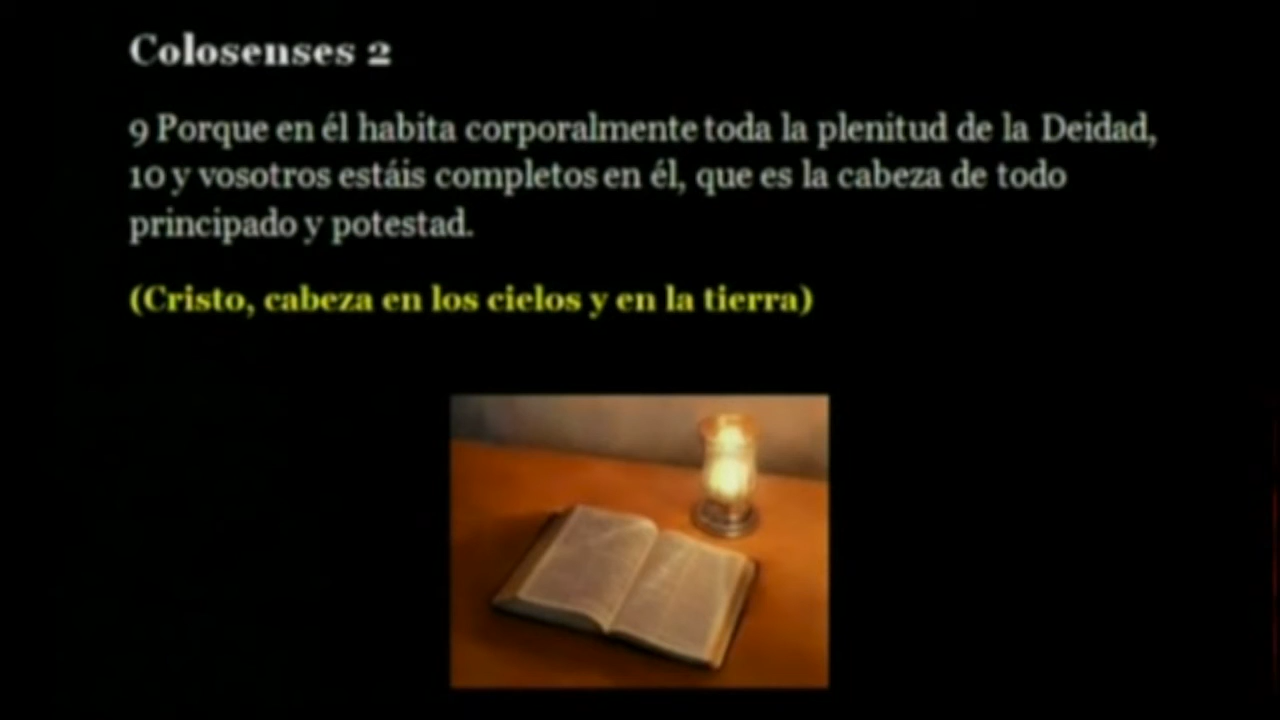 Colosenses 2
9 Porque en él habita corporalmente toda la plenitud de la Deidad,
10 y vosotros estáis completos en él, que es la cabeza de todo
principado y potestad.
(Cristo, cabeza en los cielos y en la tierra)